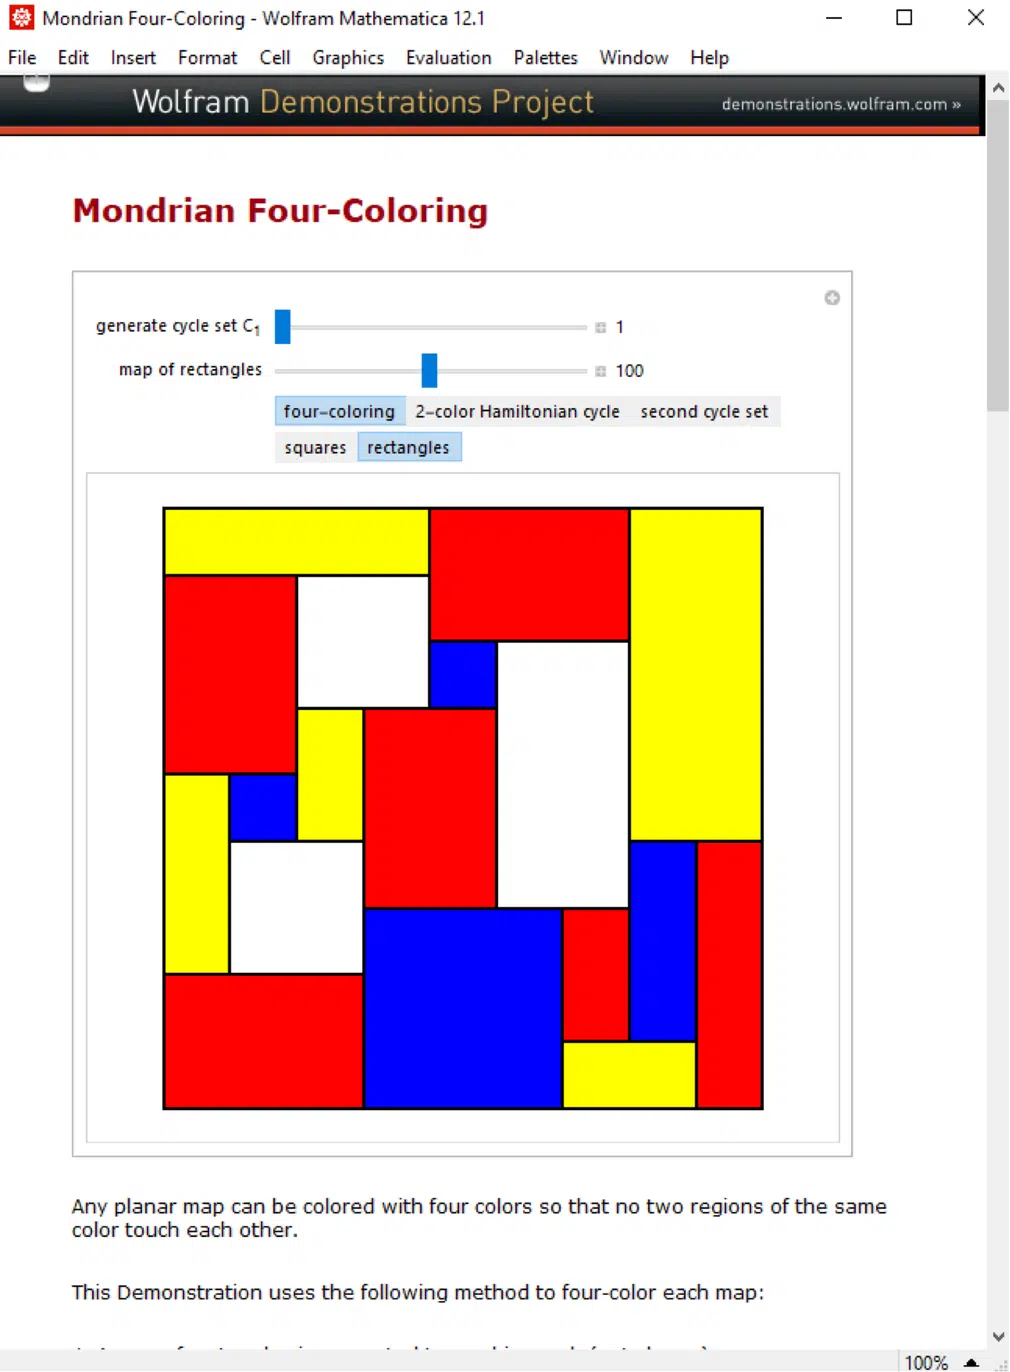 Mondrian Four-Coloring - Wolfram Mathematica 12.1
File Edit Insert Format Cell Graphics Evaluation Palettes Window Help
Wolfram Demonstrations Project demonstrations.wolfram.com »
Mondrian Four-Coloring
generate cycle set C1 1
map of rectangles 100
four-coloring 2-color Hamiltonian cycle second cycle set
squares rectangles
Any planar map can be colored with four colors so that no two regions of the same
color touch each other.
This Demonstration uses the following method to four-color each map:
100%